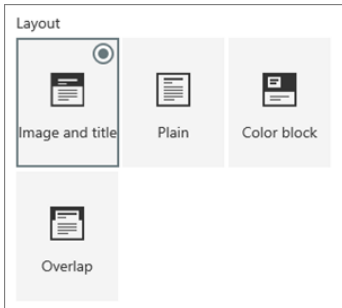 Layout
Image and title
Plain
Color block
Overlap